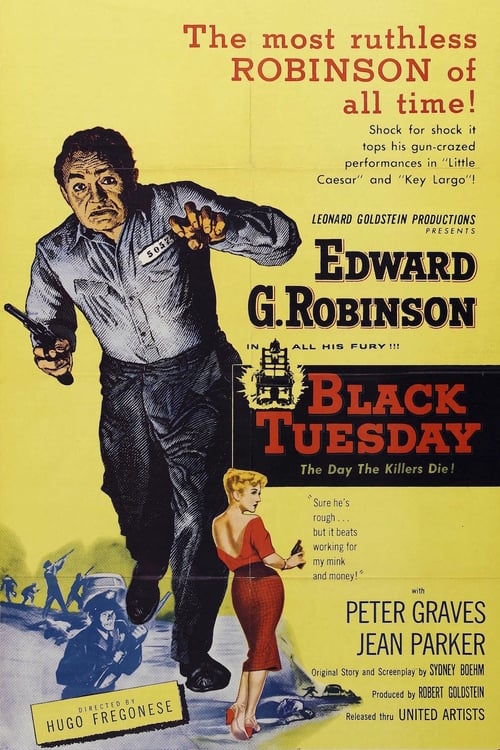 The most ruthless
ROBINSON of
all time!
Shock for shock it
tops his gun-crazed
performances in "Little
Caesar" and "Key Largo"!
LEONARD GOLDSTEIN PRODUCTIONS
PRESENTS
EDWARD
G. ROBINSON
IN ALL HIS FURY!!!
BLACK
TUESDAY
The Day The Killers Die!
5037
"Sure he's
rough...
but it beats
working for
my mink
and money!"
with
PETER GRAVES
JEAN PARKER
Original Story and Screenplay by SYDNEY BOEHM
Produced by ROBERT GOLDSTEIN
Released thru UNITED ARTISTS
DIRECTED BY
HUGO FREGONESE